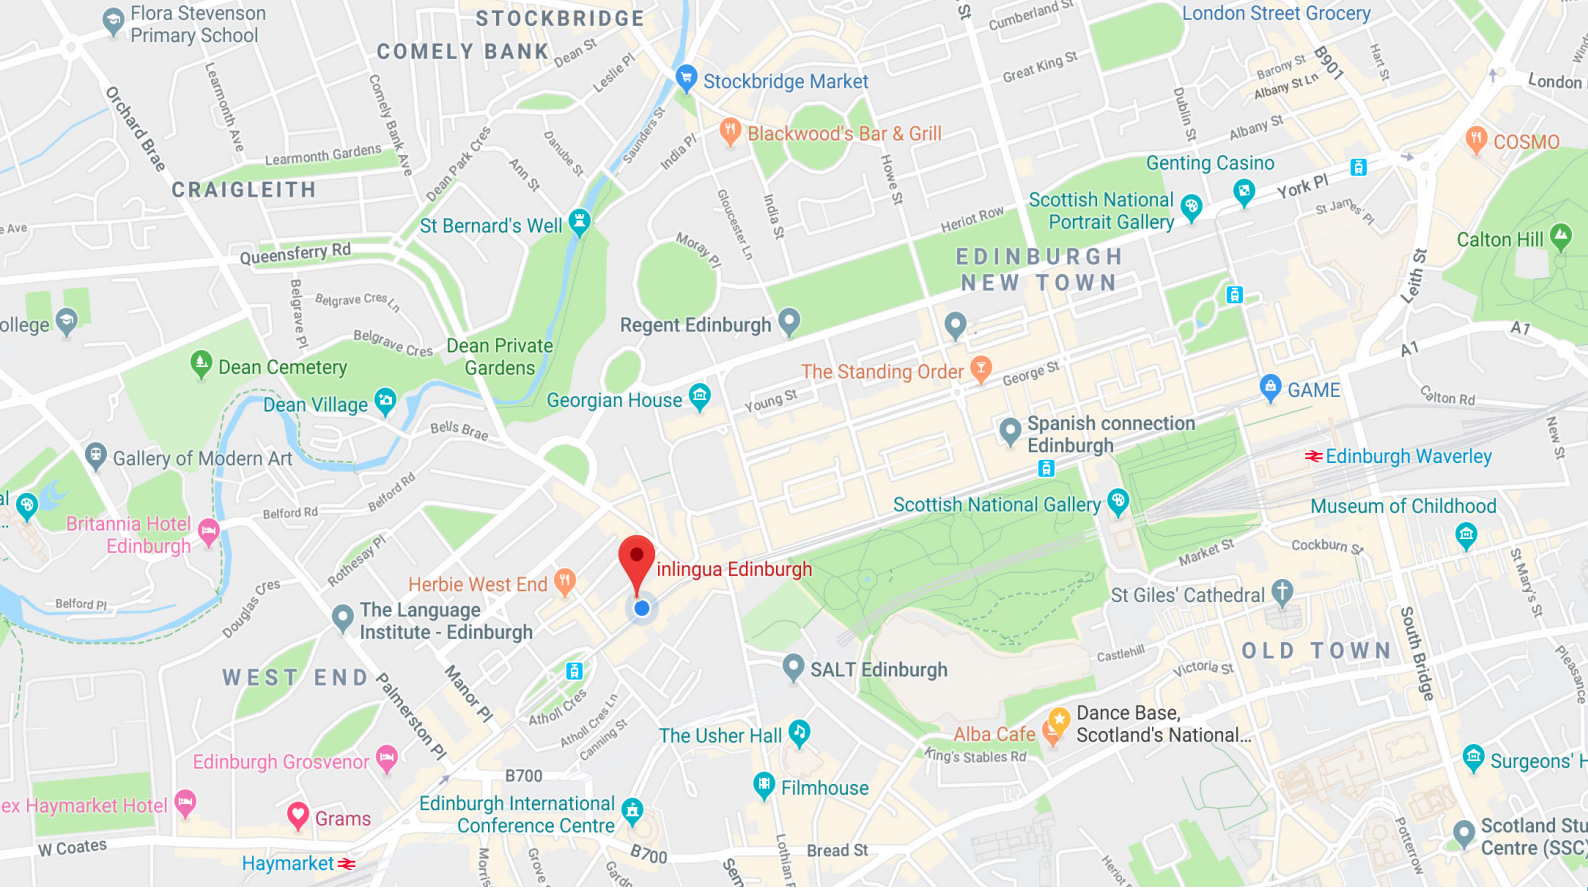 Flora Stevenson
Primary School
STOCKBRIDGE
COMELY BANK
Dean St
Leslie Pl
Cumberland St
St
London Street Grocery
B901
Hart St
London
Orchard Brae
Learmonth Ave
Comely Bank Ave
Stockbridge Market
Great King St
Barony St
Albany St Ln
Albany St
Dublin St
Blackwood's Bar & Grill
COSMO
Saunders St
India Pl
Danube St
Ann St
Dean Park Cres
Learmonth Gardens
CRAIGLEITH
Howe St
Genting Casino
York Pl
Scottish National
Portrait Gallery
St James Pl
Calton Hill
e Ave
St Bernard's Well
Gloucester Ln
India St
Heriot Row
Moray Pl
EDINBURGH
NEW TOWN
Leith St
Queensferry Rd
Belgrave Cres Ln
Belgrave Pl
Belgrave Cres
ollege
Regent Edinburgh
A1
A1
Dean Private
Gardens
Dean Cemetery
The Standing Order
George St
GAME
Calton Rd
Dean Village
Georgian House
Young St
Spanish connection
Edinburgh
New St
Bells Brae
Gallery of Modern Art
Edinburgh Waverley
Belford Rd
Belford Rd
al
...
Britannia Hotel
Edinburgh
Scottish National Gallery
Museum of Childhood
Market St
Cockburn St
St Mary's St
Rothesay Pl
Herbie West End
inlingua Edinburgh
Belford Pl
Douglas Cres
The Language
Institute - Edinburgh
St Giles' Cathedral
South Bridge
Castlehill
Victoria St
OLD TOWN
Pleasance
WEST END
Palmerston Pl
Manor Pl
SALT Edinburgh
Atholl Cres
Atholl Cres Ln
Canning St
The Usher Hall
Alba Cafe
Dance Base,
Scotland's National...
King's Stables Rd
Edinburgh Grosvenor
B700
Filmhouse
Surgeons' H
ex Haymarket Hotel
Grams
Edinburgh International
Conference Centre
Scotland Stu
Centre (SSC)
Potterrow
W Coates
Haymarket
B700
Bread St
Morris
Grove
Gard
Sem
Lothian R
Heriot